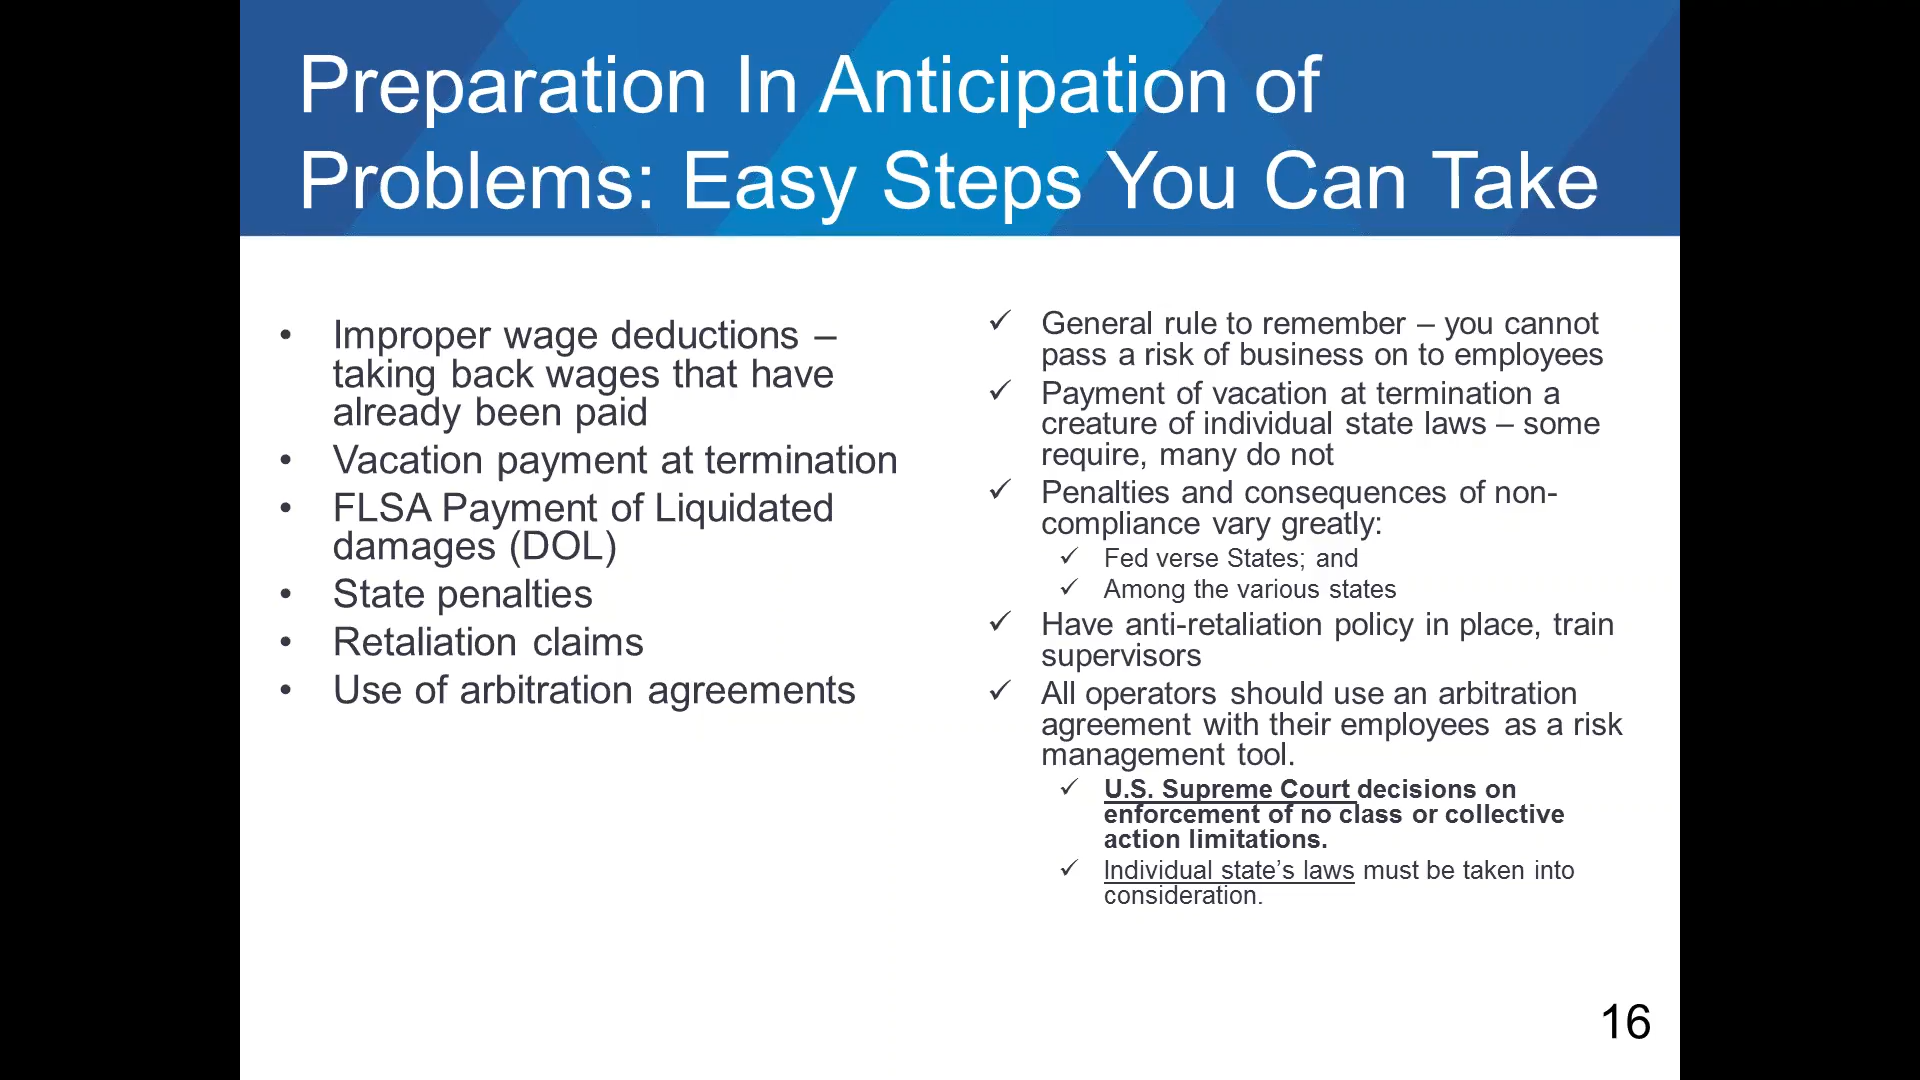 Preparation In Anticipation of
Problems: Easy Steps You Can Take
• Improper wage deductions –
taking back wages that have
already been paid
• Vacation payment at termination
• FLSA Payment of Liquidated
damages (DOL)
• State penalties
• Retaliation claims
• Use of arbitration agreements
✓ General rule to remember – you cannot
pass a risk of business on to employees
✓ Payment of vacation at termination a
creature of individual state laws – some
require, many do not
✓ Penalties and consequences of non-
compliance vary greatly:
✓ Fed verse States; and
✓ Among the various states
✓ Have anti-retaliation policy in place, train
supervisors
✓ All operators should use an arbitration
agreement with their employees as a risk
management tool.
✓ U.S. Supreme Court decisions on
enforcement of no class or collective
action limitations.
✓ Individual state’s laws must be taken into
consideration.
16